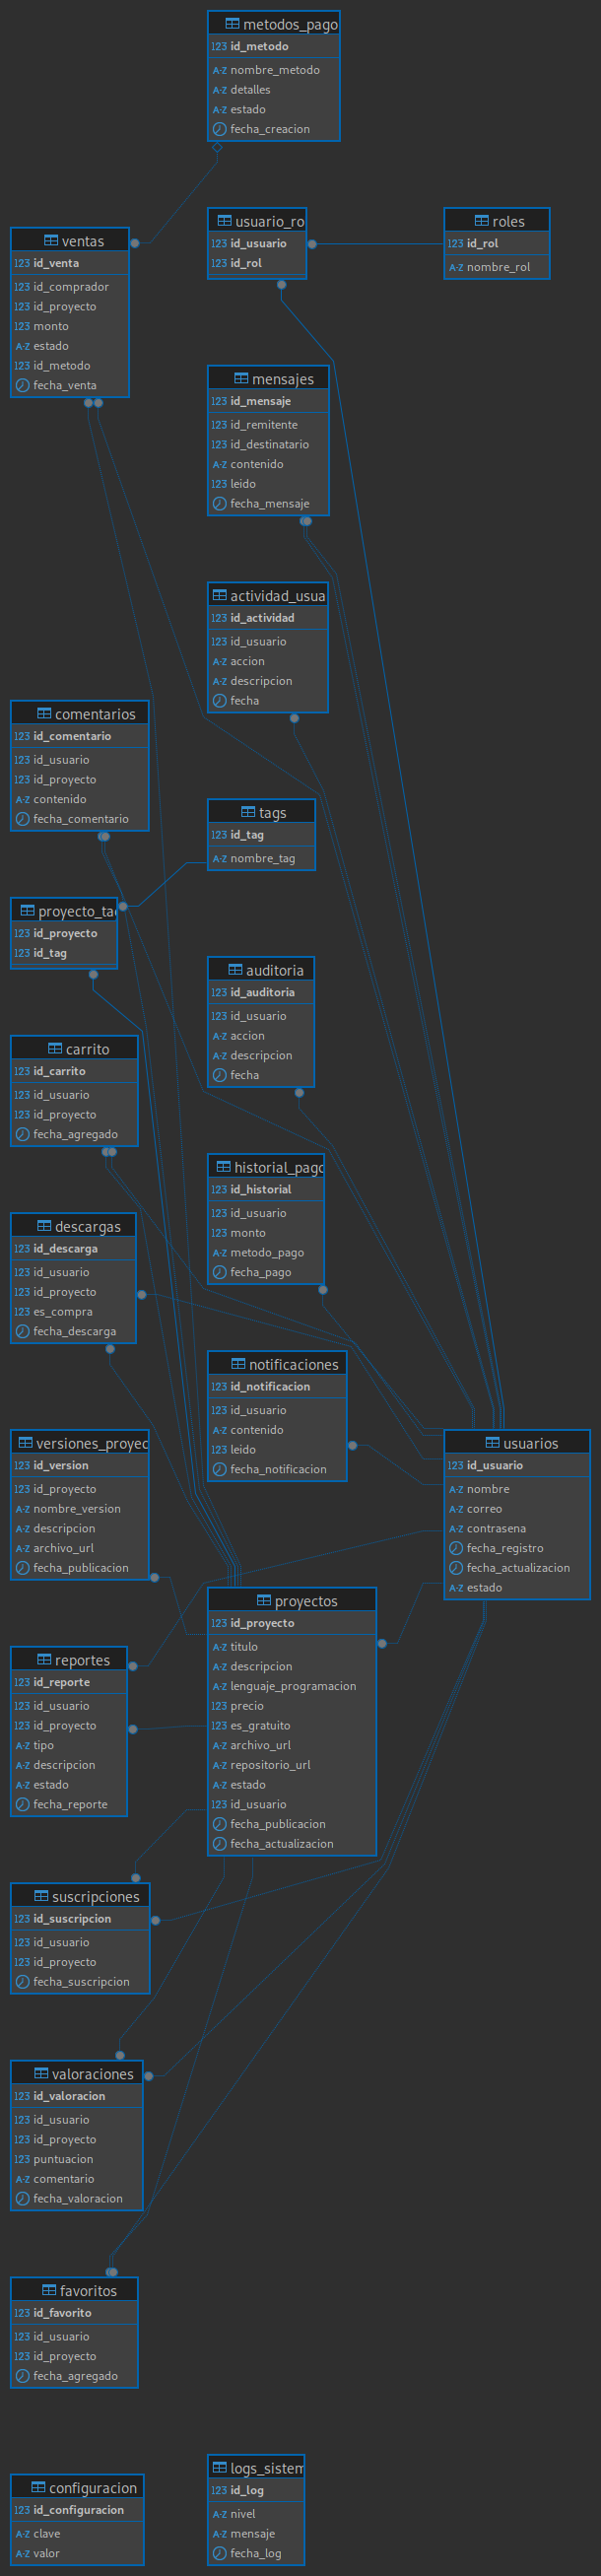 metodos_pago
123 id_metodo
A-Z nombre_metodo
A-Z detalles
A-Z estado
fecha_creacion
ventas
123 id_venta
123 id_comprador
123 id_proyecto
123 monto
A-Z estado
123 id_metodo
fecha_venta
usuario_ro
123 id_usuario
123 id_rol
roles
123 id_rol
A-Z nombre_rol
mensajes
123 id_mensaje
123 id_remitente
123 id_destinatario
A-Z contenido
123 leido
fecha_mensaje
actividad_usua
123 id_actividad
123 id_usuario
A-Z accion
A-Z descripcion
fecha
comentarios
123 id_comentario
123 id_usuario
123 id_proyecto
A-Z contenido
fecha_comentario
tags
123 id_tag
A-Z nombre_tag
proyecto_ta
123 id_proyecto
123 id_tag
auditoria
123 id_auditoria
123 id_usuario
A-Z accion
A-Z descripcion
fecha
carrito
123 id_carrito
123 id_usuario
123 id_proyecto
fecha_agregado
historial_pago
123 id_historial
123 id_usuario
123 monto
A-Z metodo_pago
fecha_pago
descargas
123 id_descarga
123 id_usuario
123 id_proyecto
123 es_compra
fecha_descarga
notificaciones
123 id_notificacion
123 id_usuario
A-Z contenido
123 leido
fecha_notificacion
versiones_proyec
123 id_version
123 id_proyecto
A-Z nombre_version
A-Z descripcion
A-Z archivo_url
fecha_publicacion
usuarios
123 id_usuario
A-Z nombre
A-Z correo
A-Z contrasena
fecha_registro
fecha_actualizacion
A-Z estado
proyectos
123 id_proyecto
A-Z titulo
A-Z descripcion
A-Z lenguaje_programacion
123 precio
123 es_gratuito
A-Z archivo_url
A-Z repositorio_url
A-Z estado
123 id_usuario
fecha_publicacion
fecha_actualizacion
reportes
123 id_reporte
123 id_usuario
123 id_proyecto
A-Z tipo
A-Z descripcion
A-Z estado
fecha_reporte
suscripciones
123 id_suscripcion
123 id_usuario
123 id_proyecto
fecha_suscripcion
valoraciones
123 id_valoracion
123 id_usuario
123 id_proyecto
123 puntuacion
A-Z comentario
fecha_valoracion
favoritos
123 id_favorito
123 id_usuario
123 id_proyecto
fecha_agregado
configuracion
123 id_configuracion
A-Z clave
A-Z valor
logs_sistem
123 id_log
A-Z nivel
A-Z mensaje
fecha_log